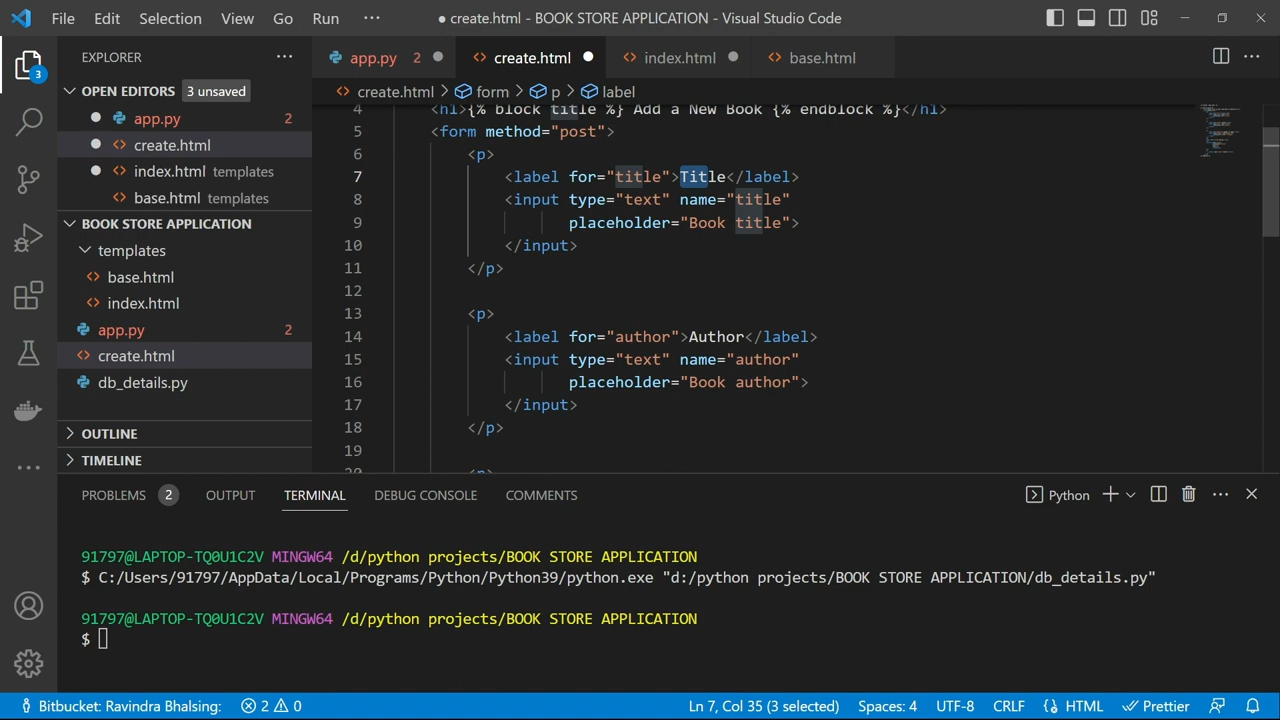 File Edit Selection View Go Run ··· ● create.html - BOOK STORE APPLICATION - Visual Studio Code
EXPLORER ···
app.py 2
create.html
index.html
base.html
3
OPEN EDITORS 3 unsaved
create.html > form > p > label
app.py 2
create.html
index.html templates
base.html templates
BOOK STORE APPLICATION
templates
base.html
index.html
app.py 2
create.html
db_details.py
OUTLINE
TIMELINE
4 <h1>{% block title %} Add a New Book {% endblock %}</h1>
5 <form method="post">
6 <p>
7 <label for="title">Title</label>
8 <input type="text" name="title"
9 placeholder="Book title">
10 </input>
11 </p>
12
13 <p>
14 <label for="author">Author</label>
15 <input type="text" name="author"
16 placeholder="Book author">
17 </input>
18 </p>
19
20 <p>
PROBLEMS 2 OUTPUT TERMINAL DEBUG CONSOLE COMMENTS Python
91797@LAPTOP-TQ0U1C2V MINGW64 /d/python projects/BOOK STORE APPLICATION
$ C:/Users/91797/AppData/Local/Programs/Python/Python39/python.exe "d:/python projects/BOOK STORE APPLICATION/db_details.py"
91797@LAPTOP-TQ0U1C2V MINGW64 /d/python projects/BOOK STORE APPLICATION
$
Bitbucket: Ravindra Bhalsing: 2 0 Ln 7, Col 35 (3 selected) Spaces: 4 UTF-8 CRLF HTML Prettier